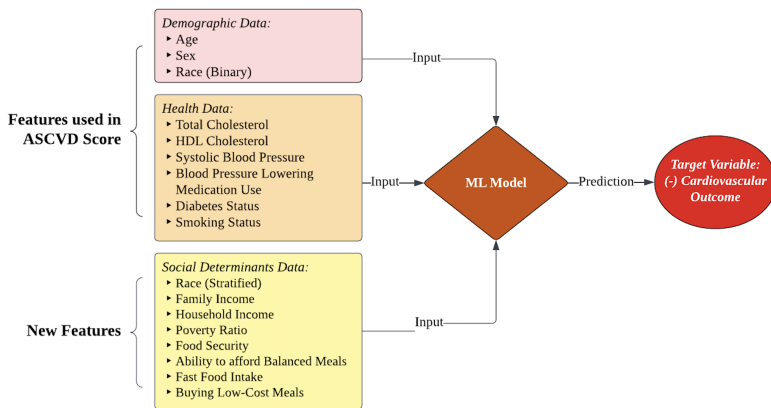 Features used in
ASCVD Score
Demographic Data:
‣ Age
‣ Sex
‣ Race (Binary)
Health Data:
‣ Total Cholesterol
‣ HDL Cholesterol
‣ Systolic Blood Pressure
‣ Blood Pressure Lowering
Medication Use
‣ Diabetes Status
‣ Smoking Status
New Features
Social Determinants Data:
‣ Race (Stratified)
‣ Family Income
‣ Household Income
‣ Poverty Ratio
‣ Food Security
‣ Ability to afford Balanced Meals
‣ Fast Food Intake
‣ Buying Low-Cost Meals
Input
Input
Input
ML Model
Prediction
Target Variable:
(-) Cardiovascular
Outcome